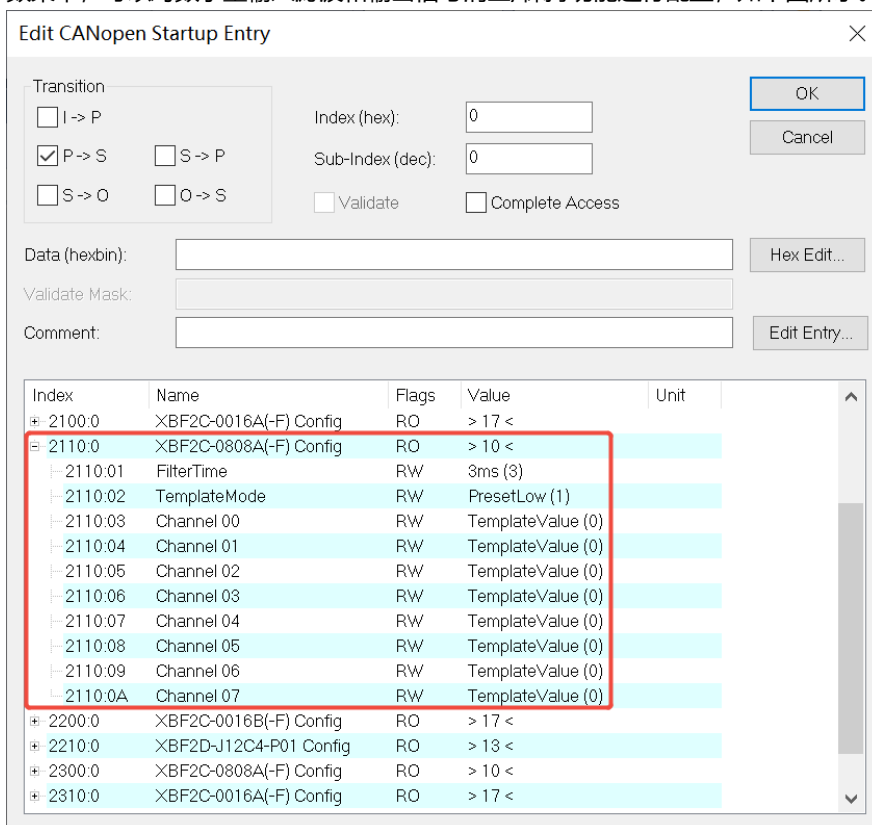 Edit CANopen Startup Entry
Transition
I -> P
P -> S
S -> P
S -> O
O -> S
Index (hex):
0
Sub-Index (dec):
0
Validate
Complete Access
OK
Cancel
Data (hexbin):
Hex Edit...
Validate Mask:
Comment:
Edit Entry...
Index Name Flags Value Unit
2100:0 XBF2C-0016A(-F) Config RO > 17 <
2110:0 XBF2C-0808A(-F) Config RO > 10 <
2110:01 FilterTime RW 3ms (3)
2110:02 TemplateMode RW PresetLow (1)
2110:03 Channel 00 RW TemplateValue (0)
2110:04 Channel 01 RW TemplateValue (0)
2110:05 Channel 02 RW TemplateValue (0)
2110:06 Channel 03 RW TemplateValue (0)
2110:07 Channel 04 RW TemplateValue (0)
2110:08 Channel 05 RW TemplateValue (0)
2110:09 Channel 06 RW TemplateValue (0)
2110:0A Channel 07 RW TemplateValue (0)
2200:0 XBF2C-0016B(-F) Config RO > 17 <
2210:0 XBF2D-J12C4-P01 Config RO > 13 <
2300:0 XBF2C-0808A(-F) Config RO > 10 <
2310:0 XBF2C-0016A(-F) Config RO > 17 <